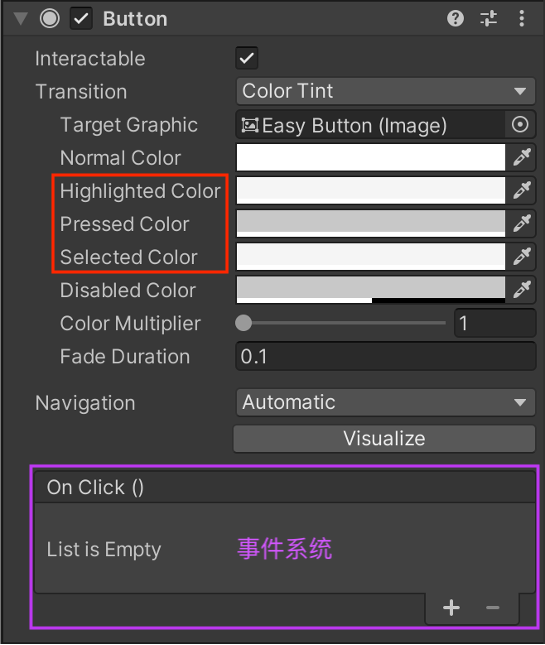 Button
Interactable
Transition
Color Tint
Target Graphic
Easy Button (Image)
Normal Color
Highlighted Color
Pressed Color
Selected Color
Disabled Color
Color Multiplier
1
Fade Duration
0.1
Navigation
Automatic
Visualize
On Click ()
List is Empty
事件系统